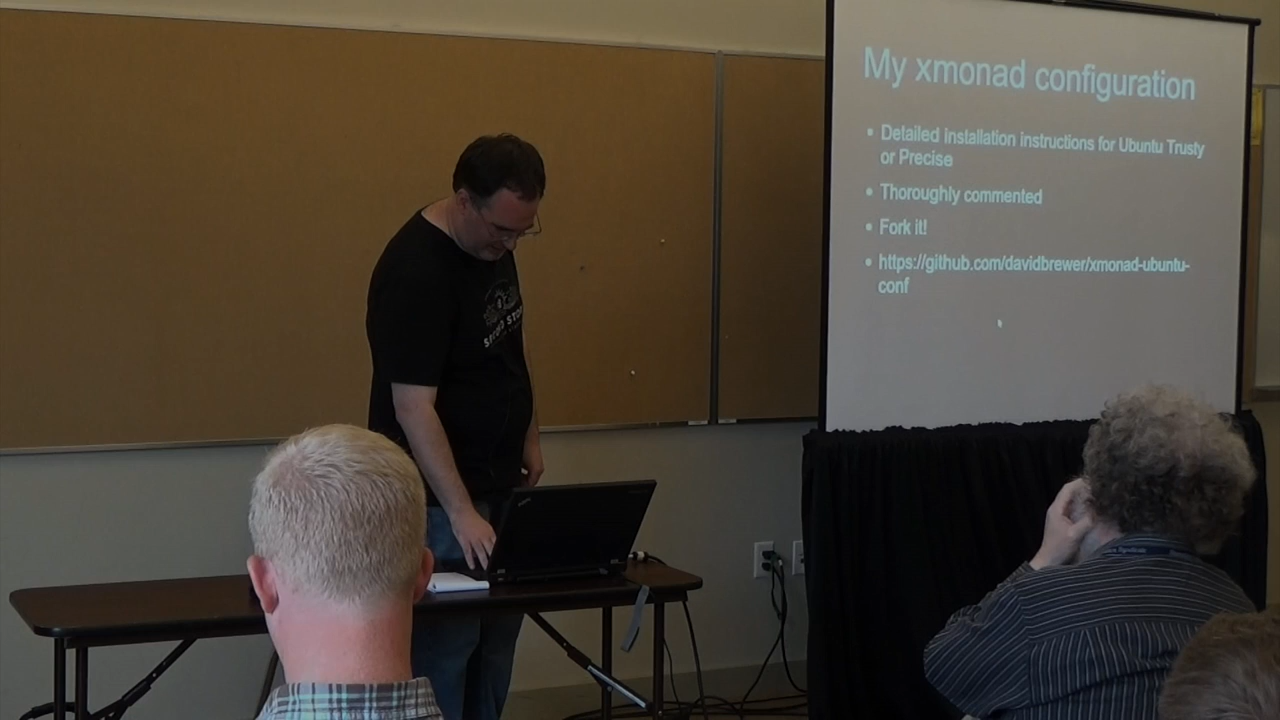 My xmonad configuration
• Detailed installation instructions for Ubuntu Trusty
or Precise
• Thoroughly commented
• Fork it!
• https://github.com/davidbrewer/xmonad-ubuntu-
conf